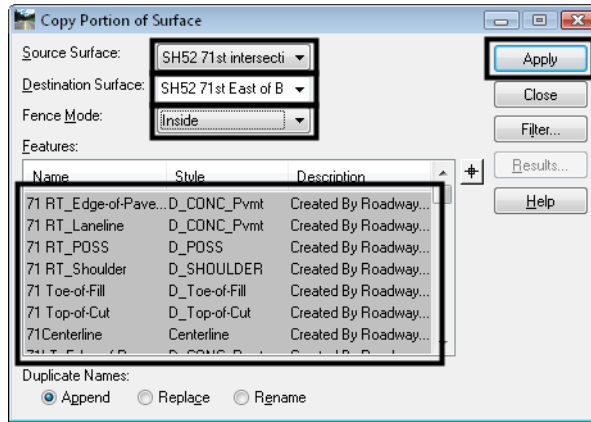 Copy Portion of Surface
Source Surface: SH52 71st intersecti
Apply
Destination Surface: SH52 71st East of B
Close
Fence Mode: Inside
Filter...
Features:
Results...
Name Style Description
Help
71 RT_Edge-of-Pave... D_CONC_Pvmt Created By Roadway...
71 RT_Laneline D_CONC_Pvmt Created By Roadway...
71 RT_POSS D_POSS Created By Roadway...
71 RT_Shoulder D_SHOULDER Created By Roadway...
71 Toe-of-Fill D_Toe-of-Fill Created By Roadway...
71 Top-of-Cut D_Top-of-Cut Created By Roadway...
71Centerline Centerline Created By Roadway...
Duplicate Names:
Append Replace Rename